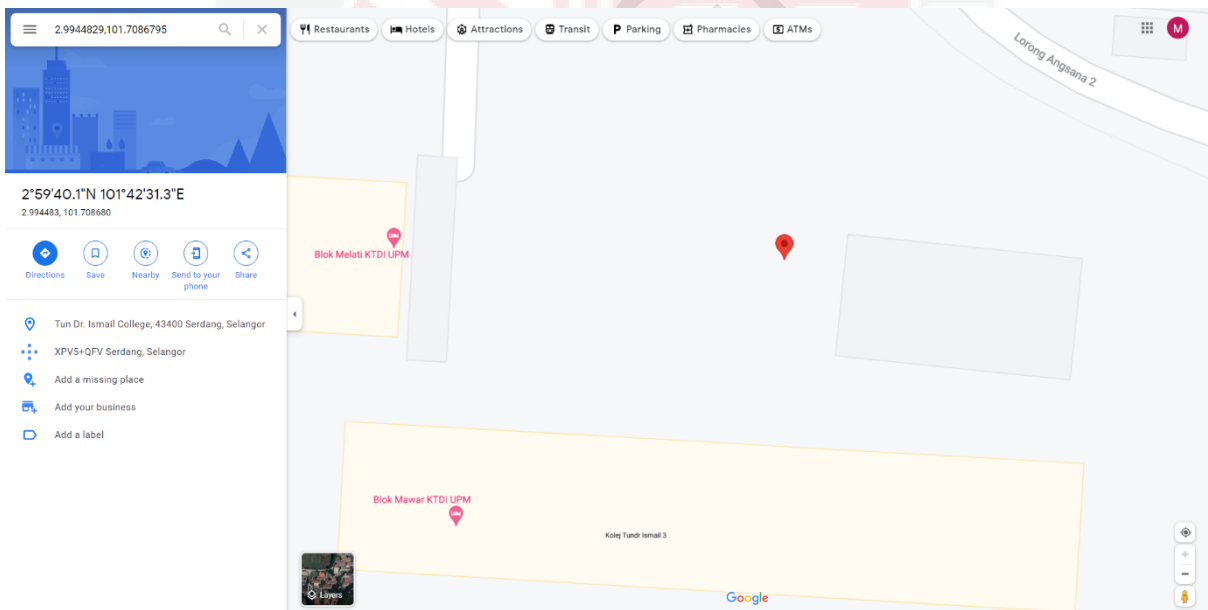 2.9944829,101.7086795
Restaurants
Hotels
Attractions
Transit
Parking
Pharmacies
ATMs
M
Lorong Angsana 2
2°59'40.1"N 101°42'31.3"E
2.994483, 101.708680
Directions
Save
Nearby
Send to your
phone
Share
Tun Dr. Ismail College, 43400 Serdang, Selangor
XPV5+QFV Serdang, Selangor
Add a missing place
Add your business
Add a label
Blok Melati KTDI UPM
Blok Mawar KTDI UPM
Kolej Tundr Ismail 3
Layers
Google